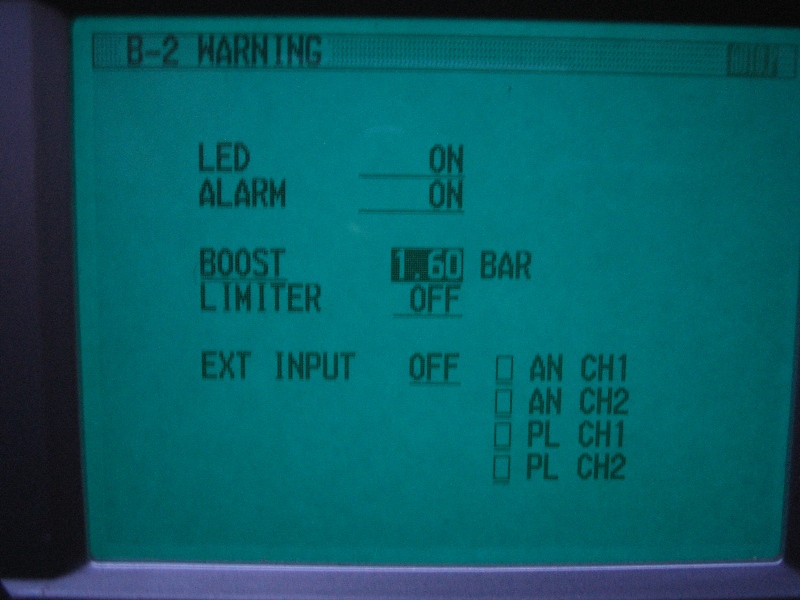 B-2 WARNING
LED ON
ALARM ON
BOOST 1.60 BAR
LIMITER OFF
EXT INPUT OFF AN CH1
AN CH2
PL CH1
PL CH2